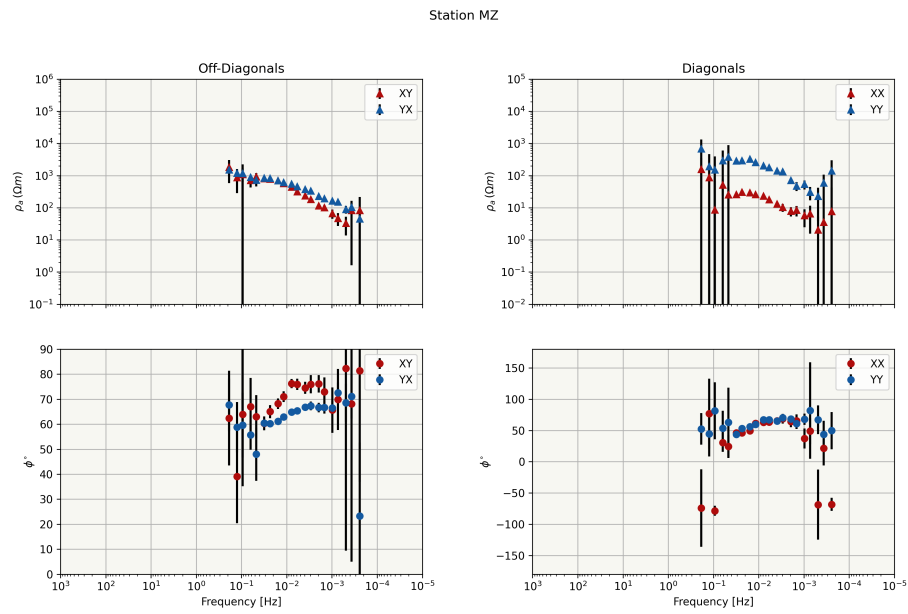 Station MZ
Off-Diagonals
10⁶
10⁵
10⁴
10³
10²
10¹
10⁰
10⁻¹
ρₐ (Ωm)
XY
YX
Diagonals
10⁵
10⁴
10³
10²
10¹
10⁰
10⁻¹
10⁻²
ρₐ (Ωm)
XX
YY
90
80
70
60
50
40
30
20
10
0
ϕ°
XY
YX
10³ 10² 10¹ 10⁰ 10⁻¹ 10⁻² 10⁻³ 10⁻⁴ 10⁻⁵
Frequency [Hz]
150
100
50
0
−50
−100
−150
ϕ°
XX
YY
10³ 10² 10¹ 10⁰ 10⁻¹ 10⁻² 10⁻³ 10⁻⁴ 10⁻⁵
Frequency [Hz]